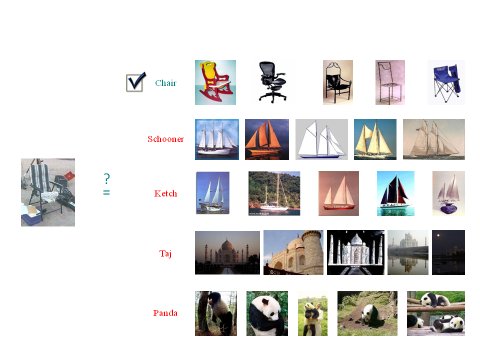 Chair
Schooner
?
=
Ketch
Taj
Panda